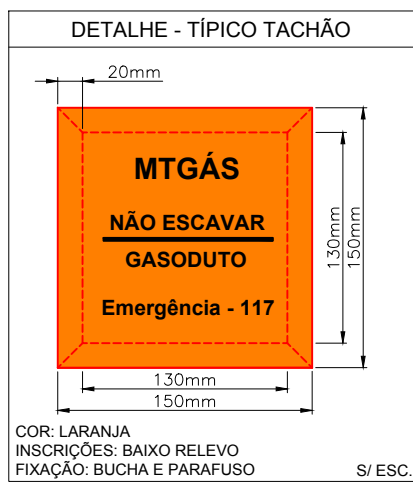 DETALHE - TÍPICO TACHÃO
20mm
MTGÁS
NÃO ESCAVAR
GASODUTO
Emergência - 117
130mm
150mm
130mm
150mm
COR: LARANJA
INSCRIÇÕES: BAIXO RELEVO
FIXAÇÃO: BUCHA E PARAFUSO S/ ESC.